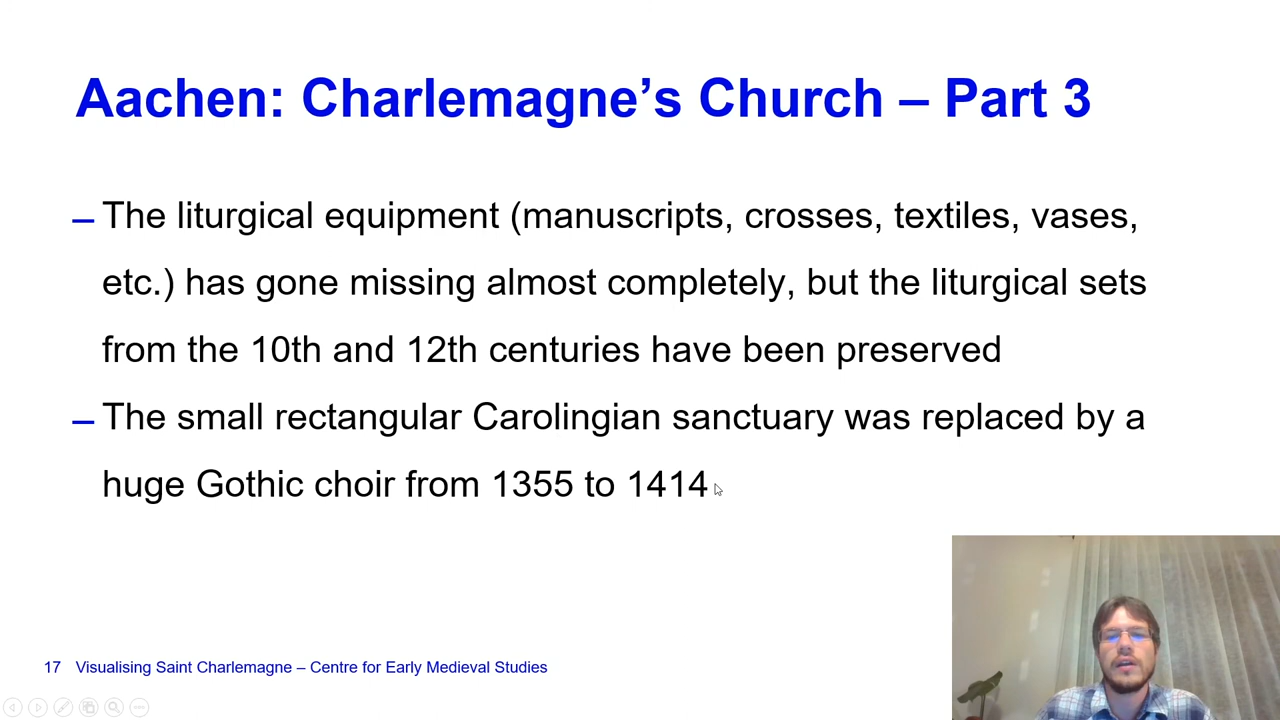 Aachen: Charlemagne’s Church – Part 3
– The liturgical equipment (manuscripts, crosses, textiles, vases,
etc.) has gone missing almost completely, but the liturgical sets
from the 10th and 12th centuries have been preserved
– The small rectangular Carolingian sanctuary was replaced by a
huge Gothic choir from 1355 to 1414
17 Visualising Saint Charlemagne – Centre for Early Medieval Studies